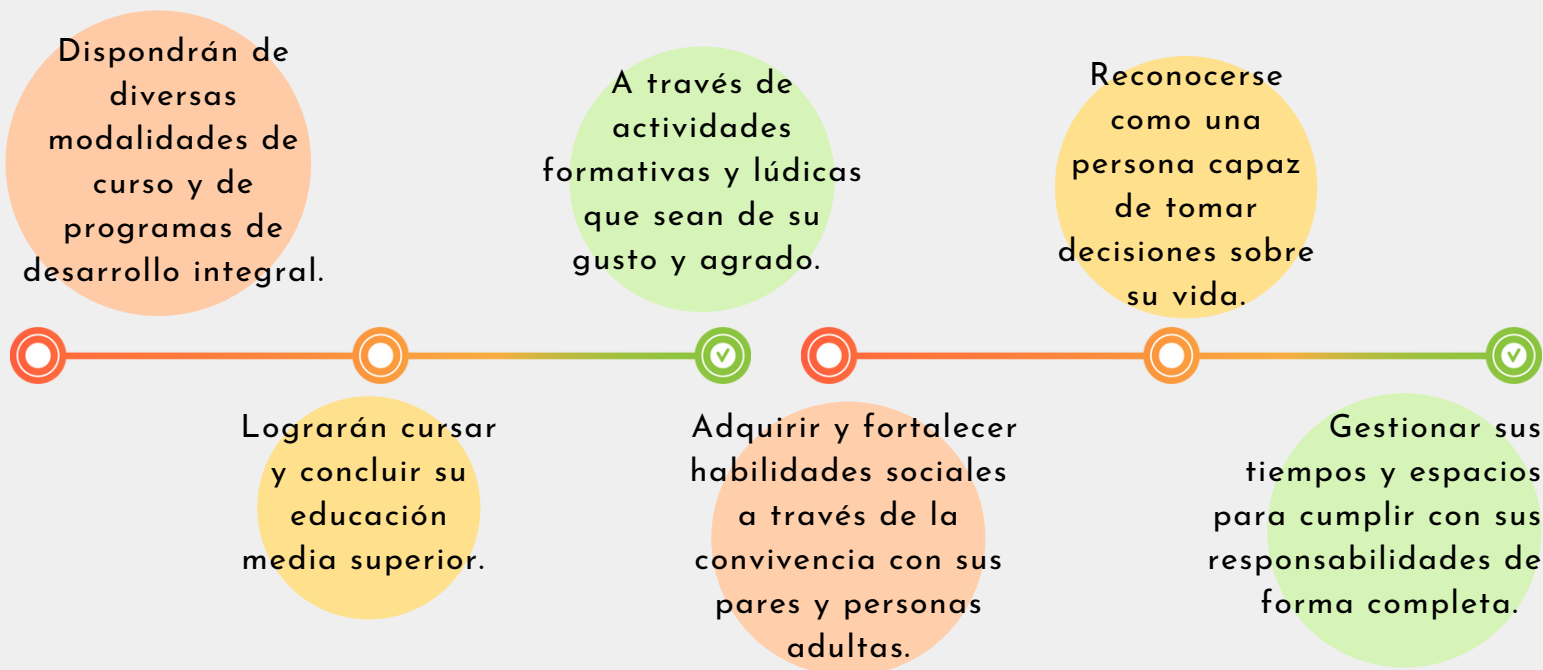 Dispondrán de
diversas
modalidades de
curso y de
programas de
desarrollo integral.
Lograrán cursar
y concluir su
educación
media superior.
A través de
actividades
formativas y lúdicas
que sean de su
gusto y agrado.
Adquirir y fortalecer
habilidades sociales
a través de la
convivencia con sus
pares y personas
adultas.
Reconocerse
como una
persona capaz
de tomar
decisiones sobre
su vida.
Gestionar sus
tiempos y espacios
para cumplir con sus
responsabilidades de
forma completa.